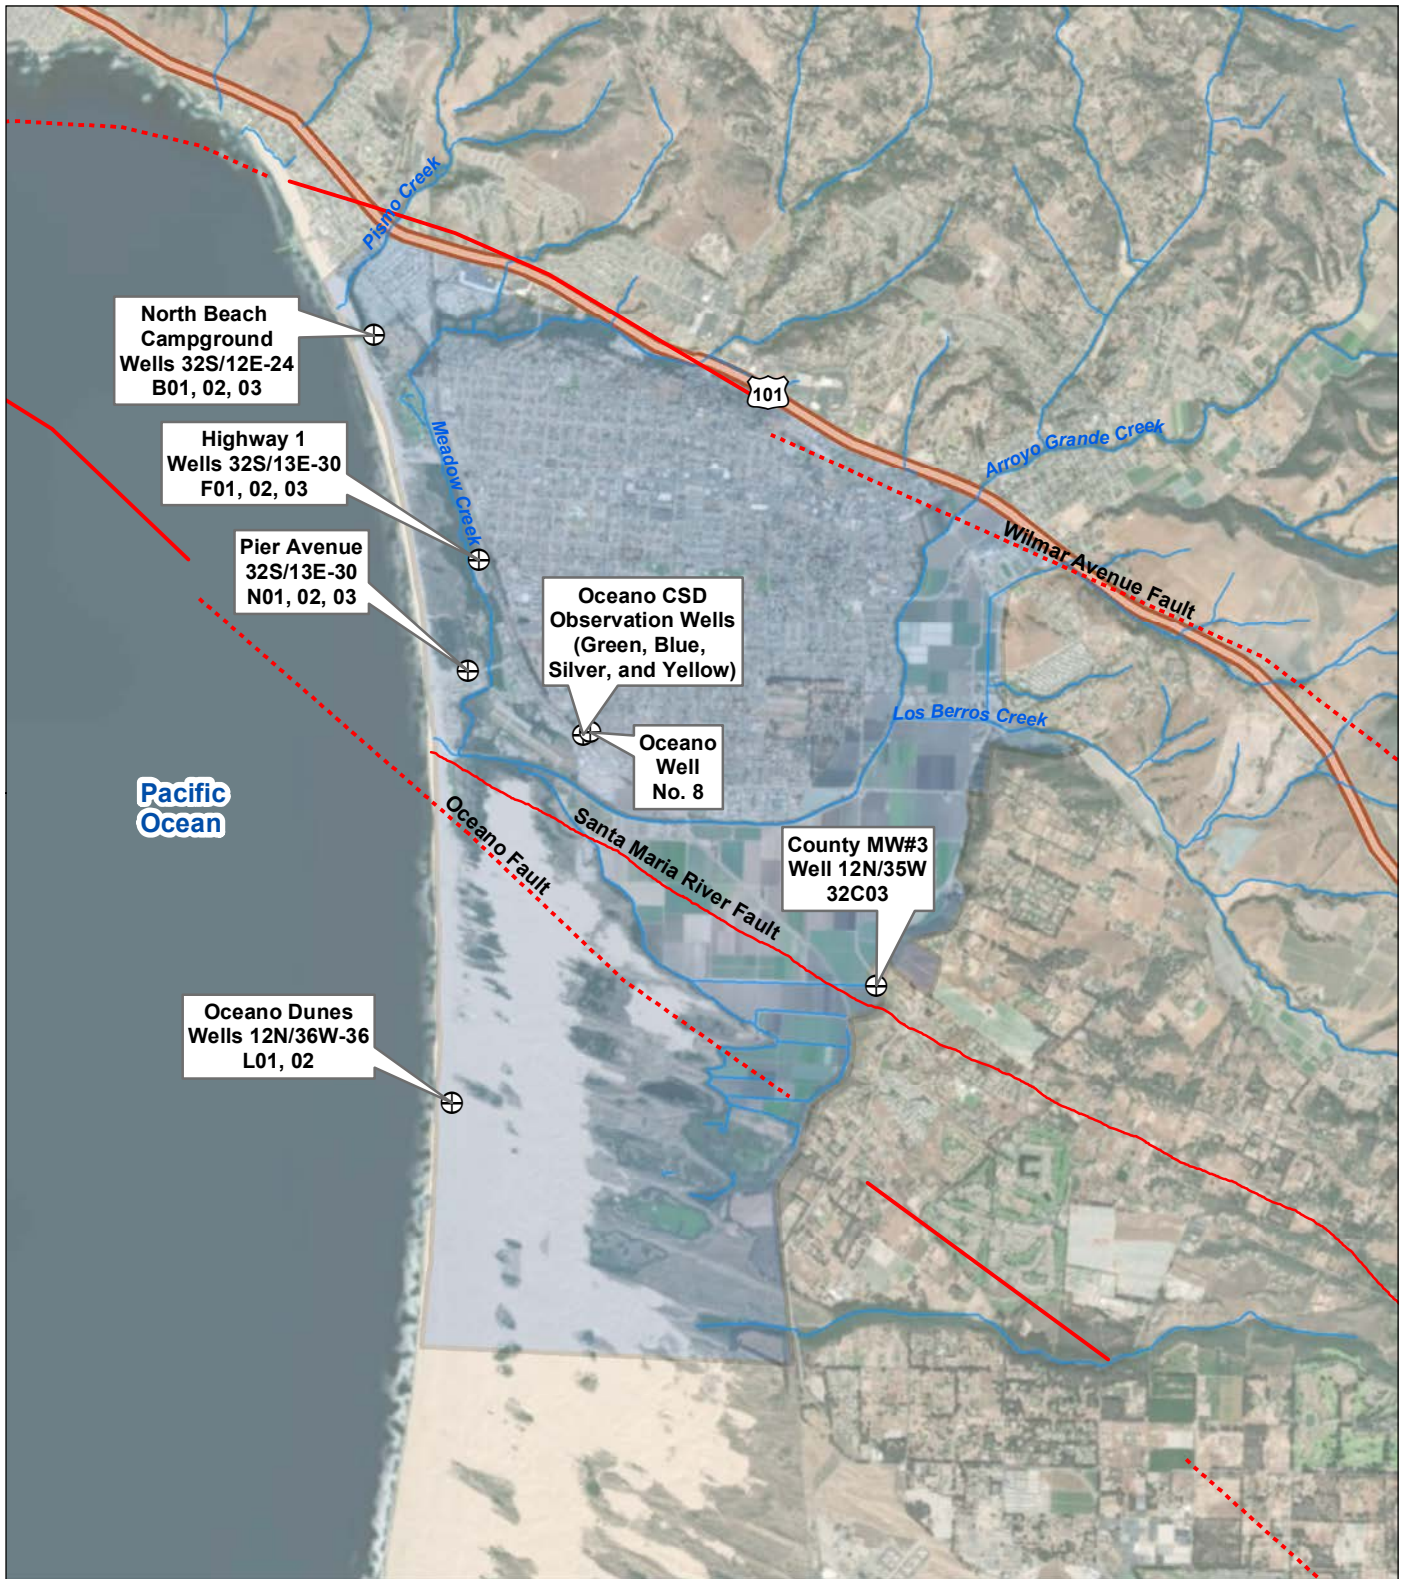 Pismo Creek
North Beach
Campground
Wells 32S/12E-24
B01, 02, 03
101
Highway 1
Wells 32S/13E-30
F01, 02, 03
Meadow Creek
Arroyo Grande Creek
Wilmar Avenue Fault
Pier Avenue
32S/13E-30
N01, 02, 03
Oceano CSD
Observation Wells
(Green, Blue,
Silver, and Yellow)
Los Berros Creek
Oceano
Well
No. 8
Pacific
Ocean
Oceano Fault
Santa Maria River Fault
County MW#3
Well 12N/35W
32C03
Oceano Dunes
Wells 12N/36W-36
L01, 02